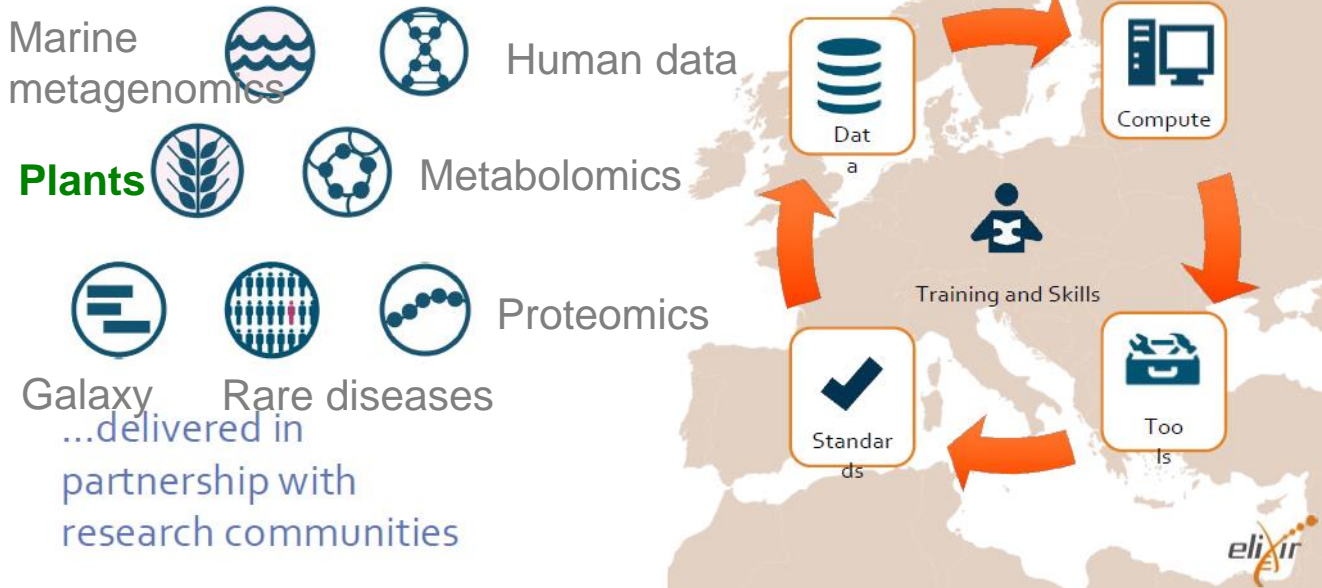 Marine
metagenomics
Human data
Plants
Metabolomics
Proteomics
Galaxy
Rare diseases
...delivered in
partnership with
research communities
Dat
a
Compute
Training and Skills
Standar
ds
Too
ls
elixir